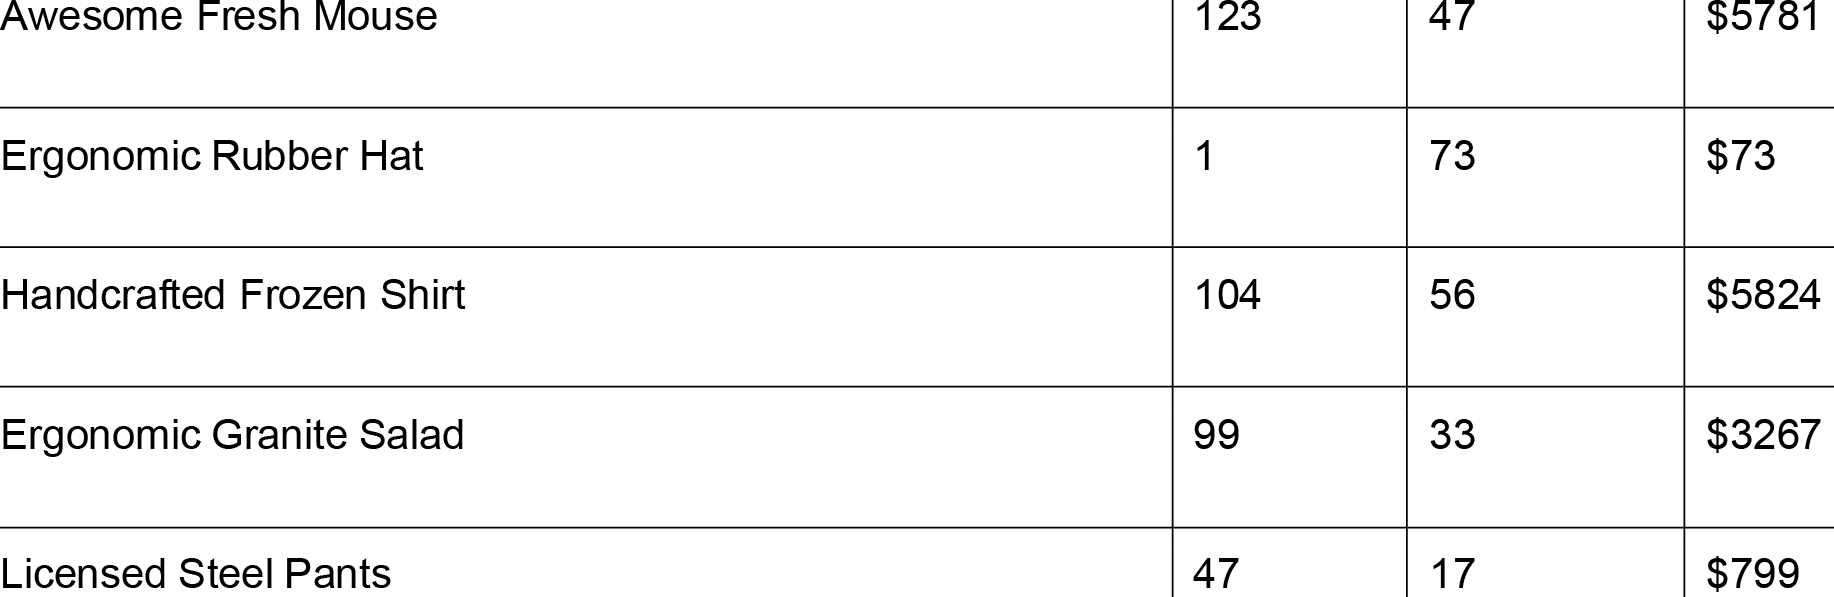 Awesome Fresh Mouse 123 47 $5781
Ergonomic Rubber Hat 1 73 $73
Handcrafted Frozen Shirt 104 56 $5824
Ergonomic Granite Salad 99 33 $3267
Licensed Steel Pants 47 17 $799